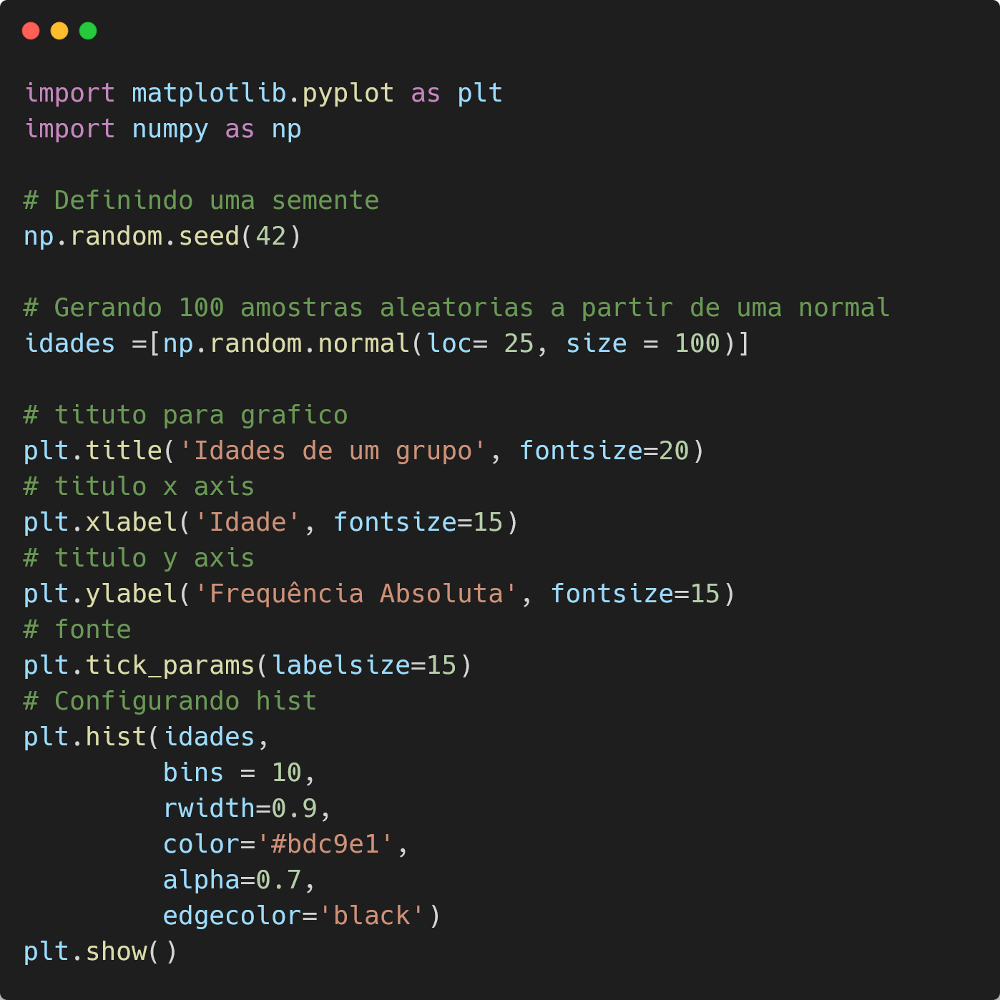 import matplotlib.pyplot as plt
import numpy as np
# Definindo uma semente
np.random.seed(42)
# Gerando 100 amostras aleatorias a partir de uma normal
idades =[np.random.normal(loc= 25, size = 100)]
# tituto para grafico
plt.title('Idades de um grupo', fontsize=20)
# titulo x axis
plt.xlabel('Idade', fontsize=15)
# titulo y axis
plt.ylabel('Frequência Absoluta', fontsize=15)
# fonte
plt.tick_params(labelsize=15)
# Configurando hist
plt.hist(idades,
         bins = 10,
         rwidth=0.9,
         color='#bdc9e1',
         alpha=0.7,
         edgecolor='black')
plt.show()